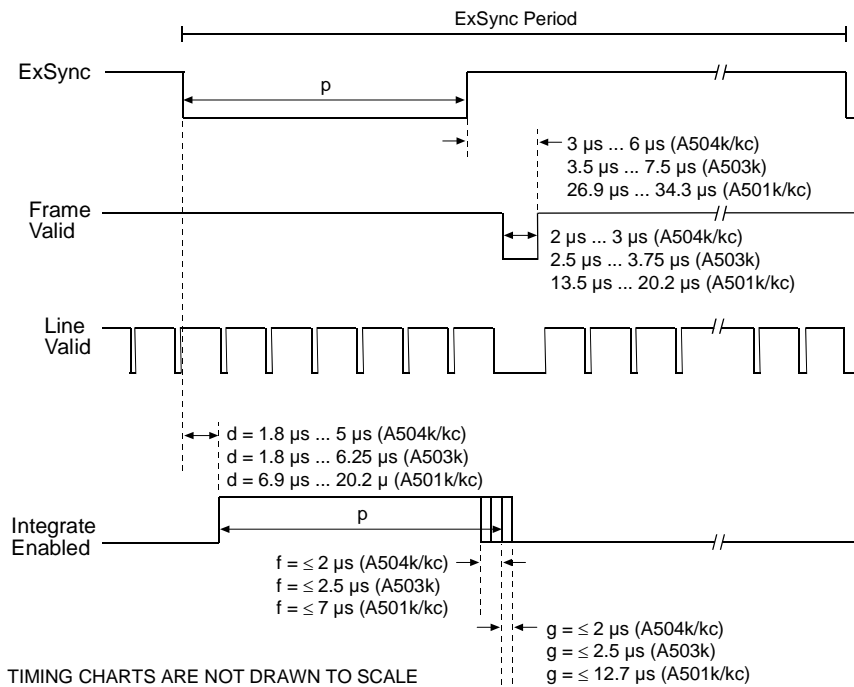 ExSync Period
ExSync
p
3 µs ... 6 µs (A504k/kc)
3.5 µs ... 7.5 µs (A503k)
26.9 µs ... 34.3 µs (A501k/kc)
Frame
Valid
2 µs ... 3 µs (A504k/kc)
2.5 µs ... 3.75 µs (A503k)
13.5 µs ... 20.2 µs (A501k/kc)
Line
Valid
d = 1.8 µs ... 5 µs (A504k/kc)
d = 1.8 µs ... 6.25 µs (A503k)
d = 6.9 µs ... 20.2 µ (A501k/kc)
Integrate
Enabled
p
f = ≤ 2 µs (A504k/kc)
f = ≤ 2.5 µs (A503k)
f = ≤ 7 µs (A501k/kc)
g = ≤ 2 µs (A504k/kc)
g = ≤ 2.5 µs (A503k)
g = ≤ 12.7 µs (A501k/kc)
TIMING CHARTS ARE NOT DRAWN TO SCALE